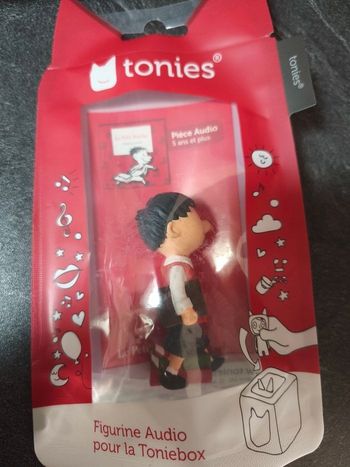 tonies®
tonies®
Pièce Audio
5 ans et plus
Figurine Audio
pour la Toniebox